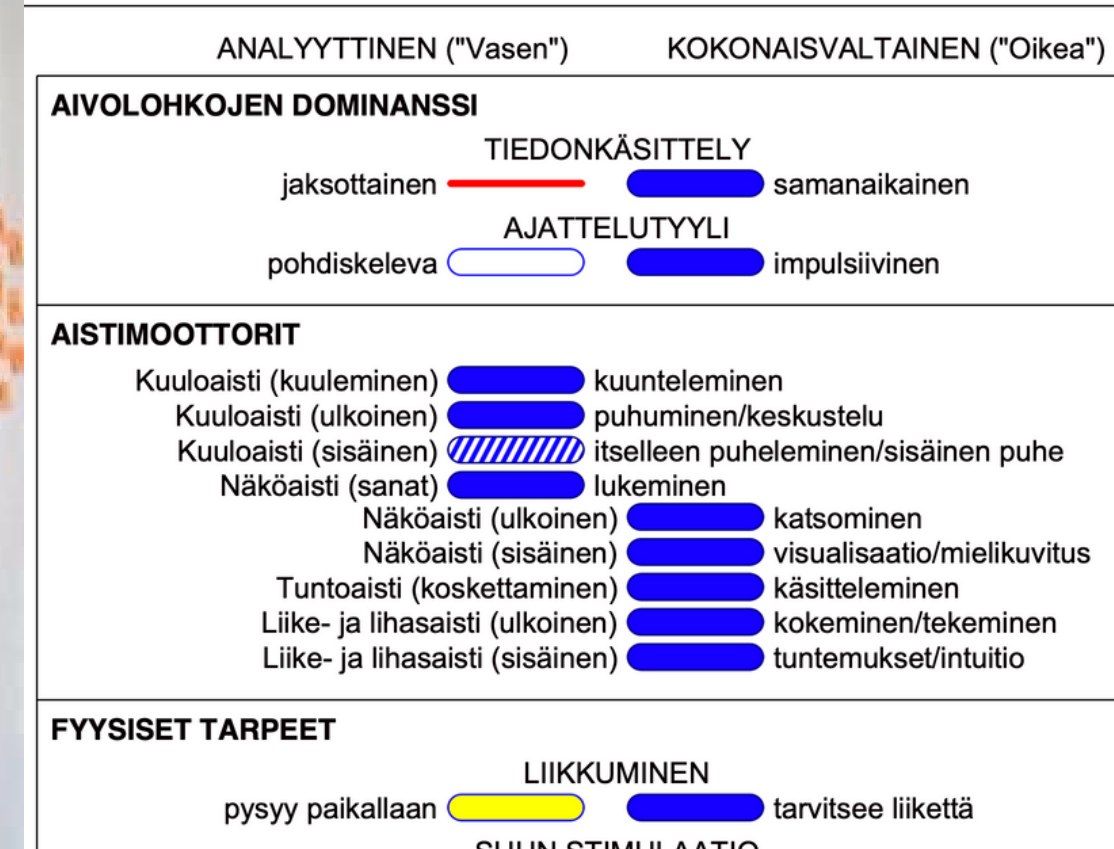 ANALYYTTINEN ("Vasen") KOKONAISVALTAINEN ("Oikea")
AIVOLOHKOJEN DOMINANSSI
TIEDONKÄSITTELY
jaksottainen samanaikainen
AJATTELUTYYLI
pohdiskeleva impulsiivinen
AISTIMOOTTORIT
Kuuloaisti (kuuleminen) kuunteleminen
Kuuloaisti (ulkoinen) puhuminen/keskustelu
Kuuloaisti (sisäinen) itselleen puheleminen/sisäinen puhe
Näköaisti (sanat) lukeminen
Näköaisti (ulkoinen) katsominen
Näköaisti (sisäinen) visualisaatio/mielikuvitus
Tuntoaisti (koskettaminen) käsitteleminen
Liike- ja lihasaisti (ulkoinen) kokeminen/tekeminen
Liike- ja lihasaisti (sisäinen) tuntemukset/intuitio
FYYSISET TARPEET
LIIKKUMINEN
pysyy paikallaan tarvitsee liikettä
SUUN STIMULAATIO